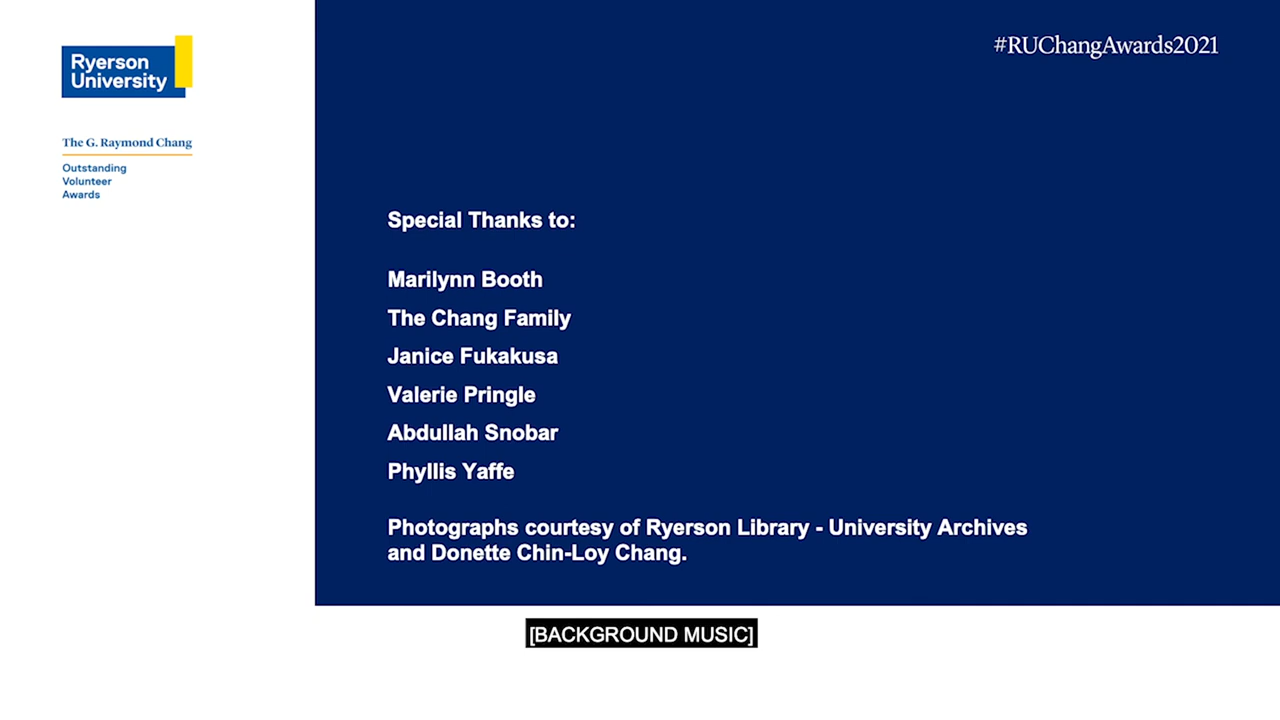 Ryerson
University
The G. Raymond Chang
Outstanding
Volunteer
Awards
#RUChangAwards2021
Special Thanks to:
Marilynn Booth
The Chang Family
Janice Fukakusa
Valerie Pringle
Abdullah Snobar
Phyllis Yaffe
Photographs courtesy of Ryerson Library - University Archives
and Donette Chin-Loy Chang.
[BACKGROUND MUSIC]